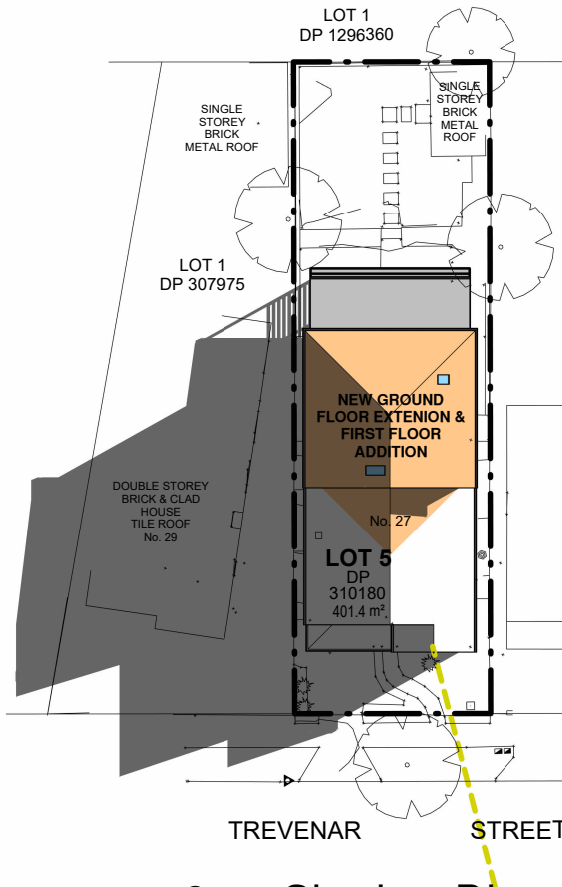 LOT 1
DP 1296360
SINGLE
STOREY
BRICK
METAL ROOF
SINGLE
STOREY
BRICK
METAL
ROOF
LOT 1
DP 307975
NEW GROUND
FLOOR EXTENION &
FIRST FLOOR
ADDITION
DOUBLE STOREY
BRICK & CLAD
HOUSE
TILE ROOF
No. 29
No. 27
LOT 5
DP
310180
401.4 m²
TREVENAR STREET